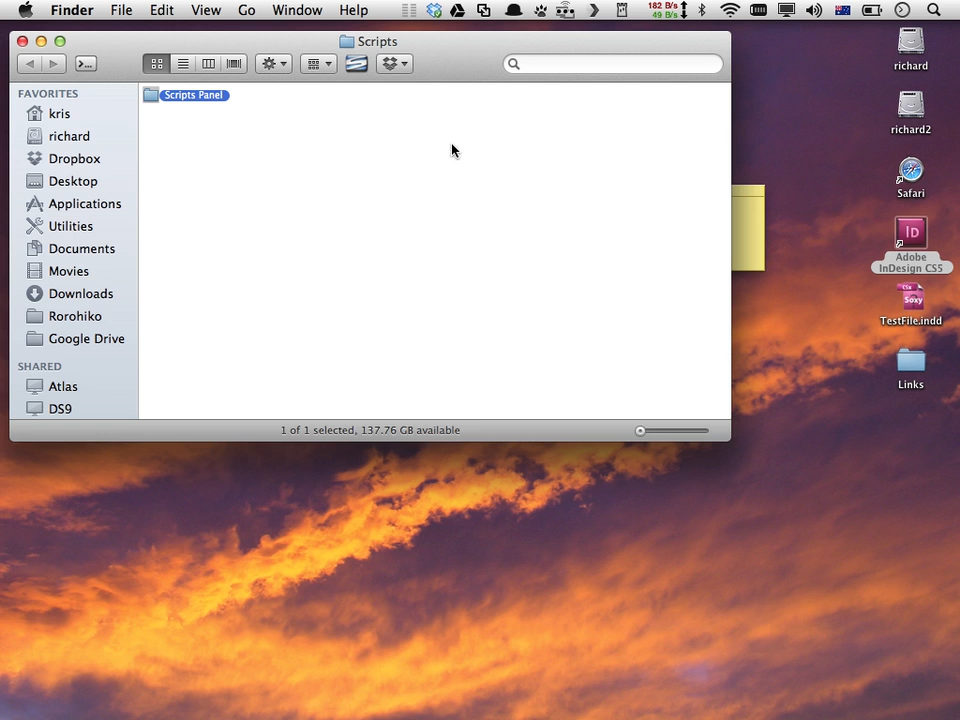 Finder File Edit View Go Window Help
182 B/s
49 B/s
Scripts
FAVORITES
kris
richard
Dropbox
Desktop
Applications
Utilities
Documents
Movies
Downloads
Rorohiko
Google Drive
SHARED
Atlas
DS9
Scripts Panel
1 of 1 selected, 137.76 GB available
richard
richard2
Safari
Id
Adobe
InDesign CS5
Cla
Soxy
TestFile.indd
Links